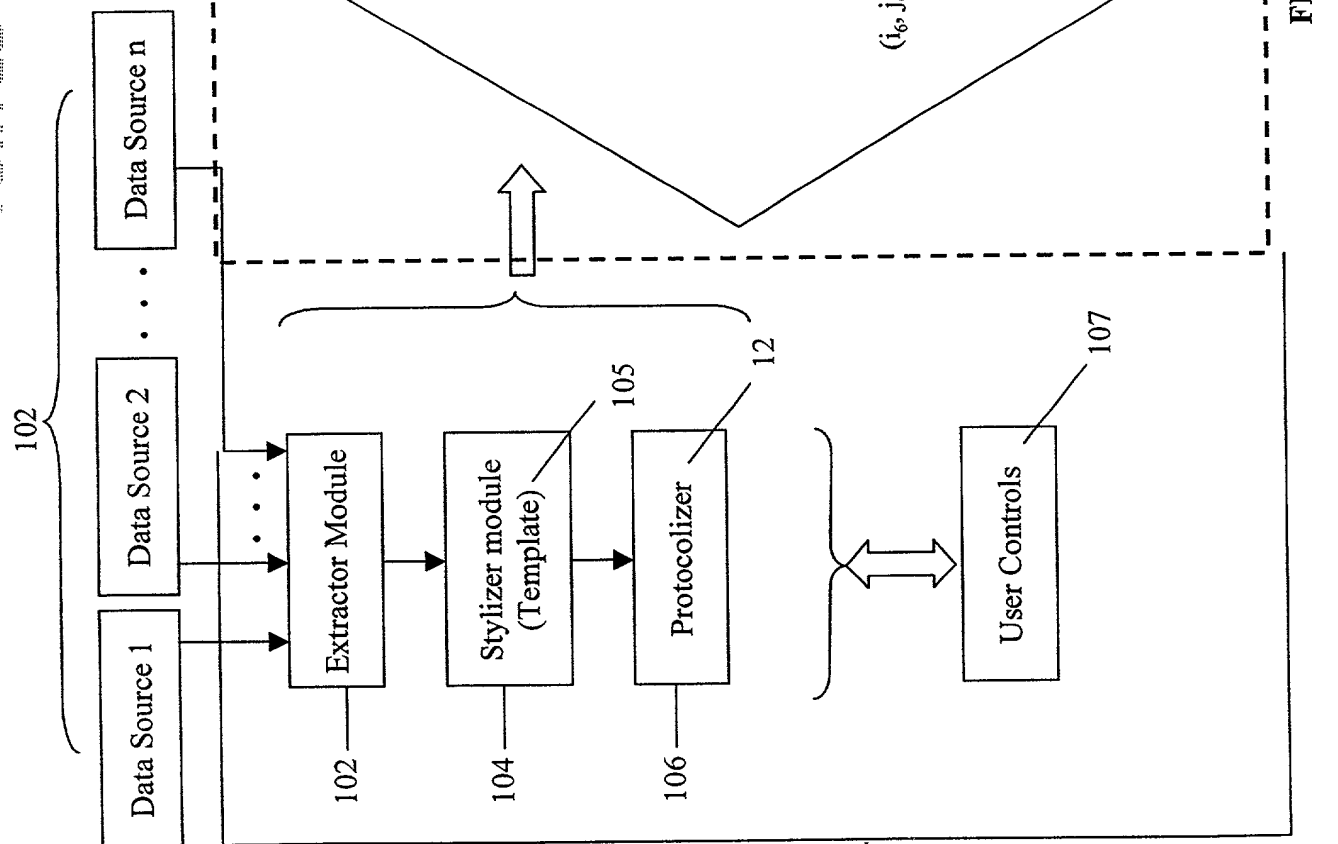 102
Data Source 1
Data Source 2
. . .
Data Source n
. . .
102
Extractor Module
104
Stylizer module
(Template)
105
106
Protocolizer
12
User Controls
107
(i₆, j